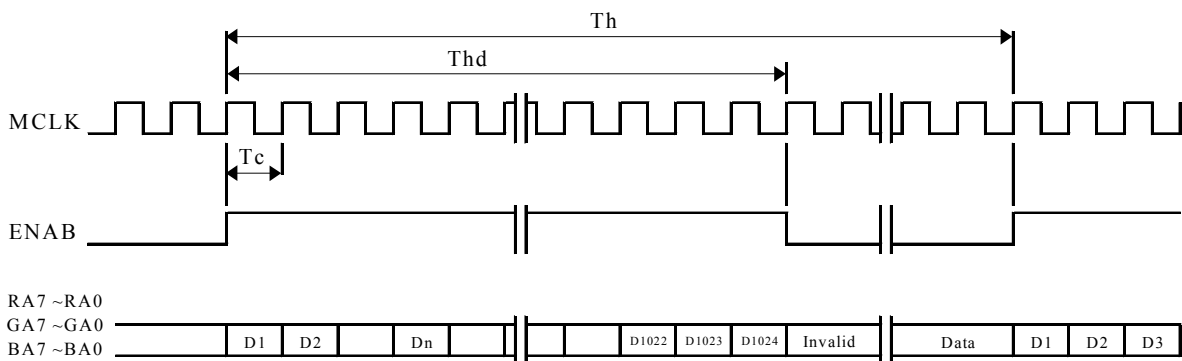 Th
Thd
MCLK
Tc
ENAB
RA7 ~RA0
GA7 ~GA0
BA7 ~BA0
D1 D2 Dn D1022 D1023 D1024 Invalid Data D1 D2 D3